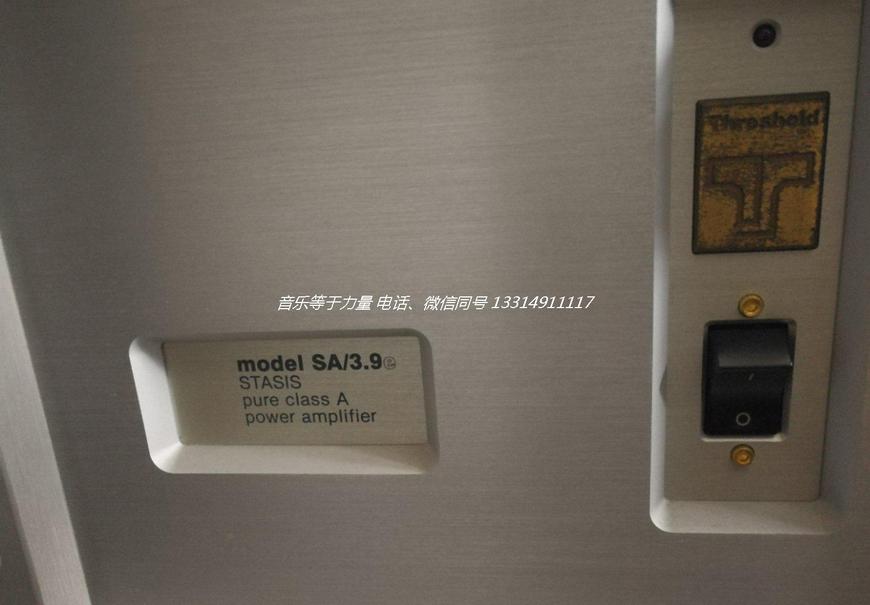 Threshold
音乐等于力量 电话、微信同号 13314911117
model SA/3.9ⓔ
STASIS
pure class A
power amplifier